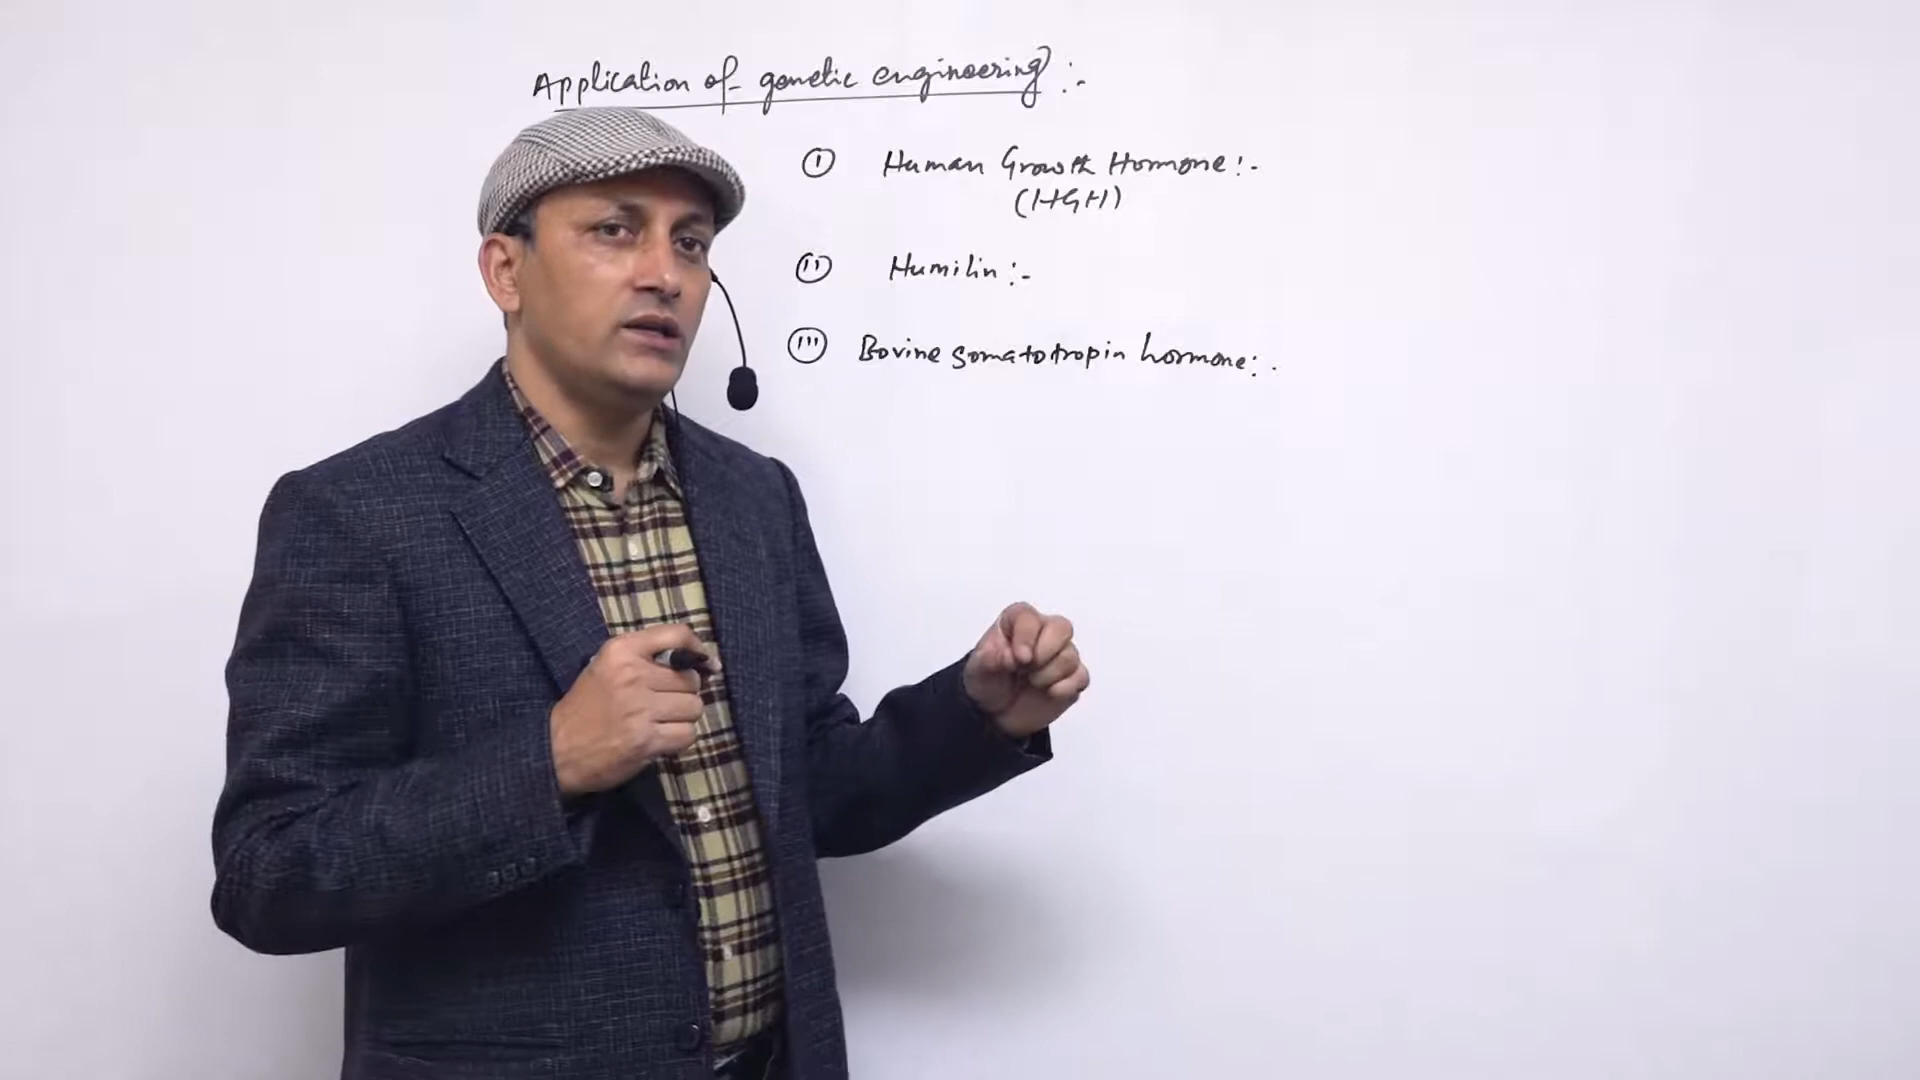 Application of genetic engineering :-
(i) Human Growth Hormone :-
(HGH)
(ii) Humilin :-
(iii) Bovine somatotropin hormone :-